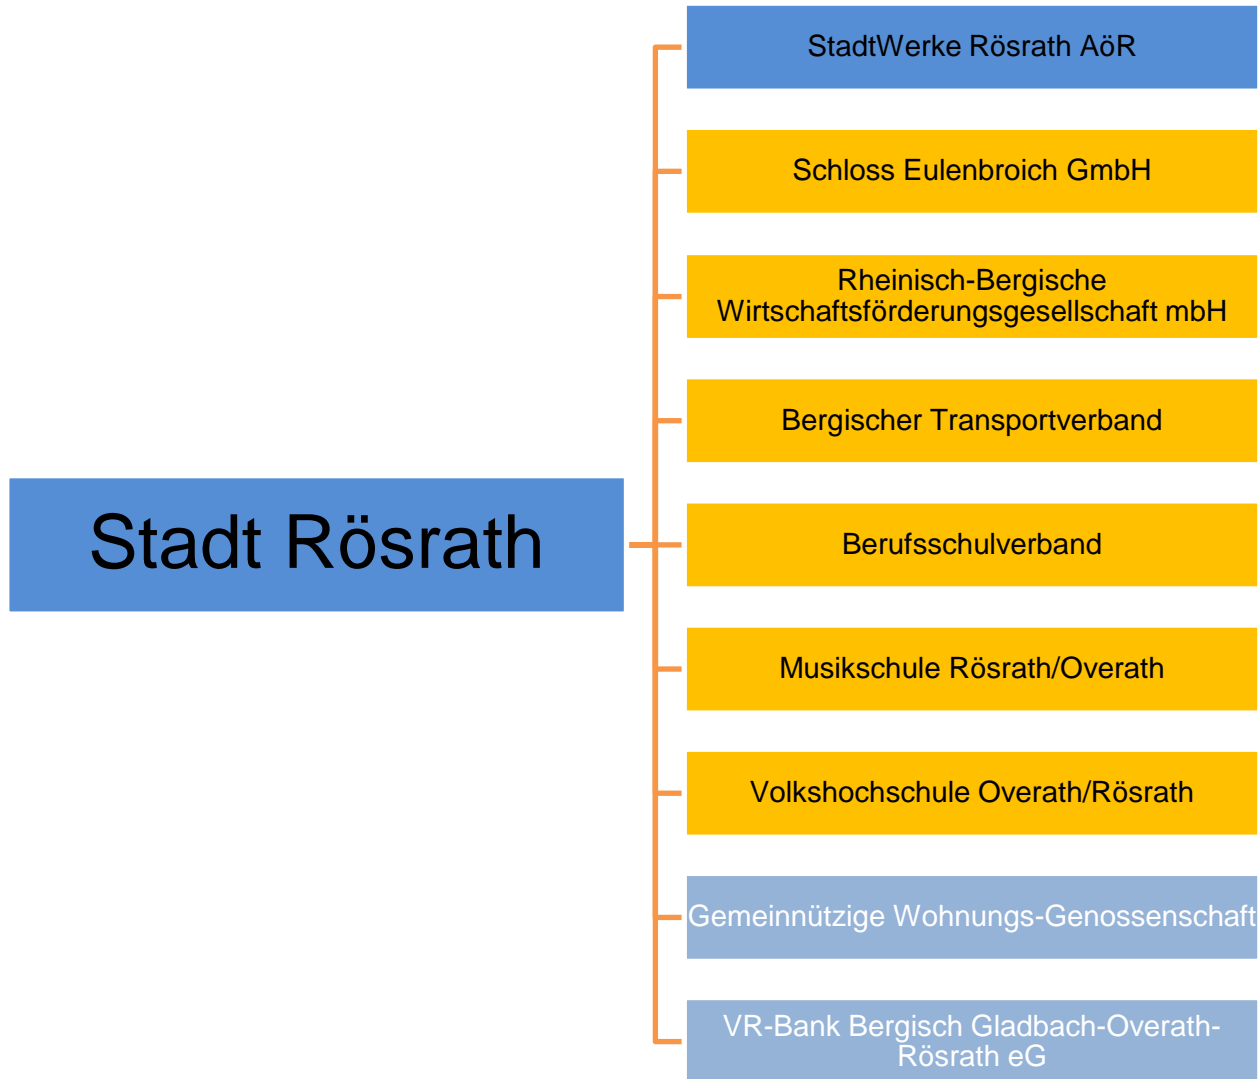 StadtWerke Rösrath AöR
Schloss Eulenbroich GmbH
Rheinisch-Bergische
Wirtschaftsförderungsgesellschaft mbH
Bergischer Transportverband
Stadt Rösrath
Berufsschulverband
Musikschule Rösrath/Overath
Volkshochschule Overath/Rösrath
Gemeinnützige Wohnungs-Genossenschaft
VR-Bank Bergisch Gladbach-Overath-
Rösrath eG